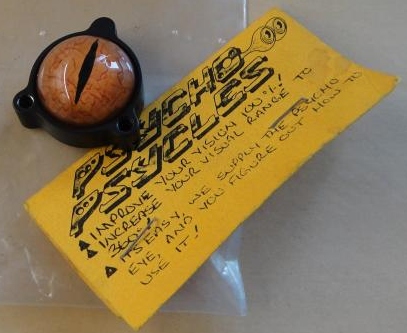 PSYCHO
PSYCLES
▲ IMPROVE YOUR VISION 100%!
▲ INCREASE YOUR VISUAL RANGE TO
360°!
▲ ITS EASY, WE SUPPLY THE PSYCHO
EYE, AND YOU FIGURE OUT HOW TO
USE IT!